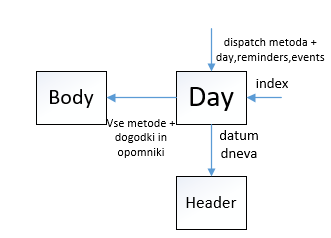 dispatch metoda +
day,reminders,events
index
Body
Day
Vse metode +
dogodki in
opomniki
datum
dneva
Header